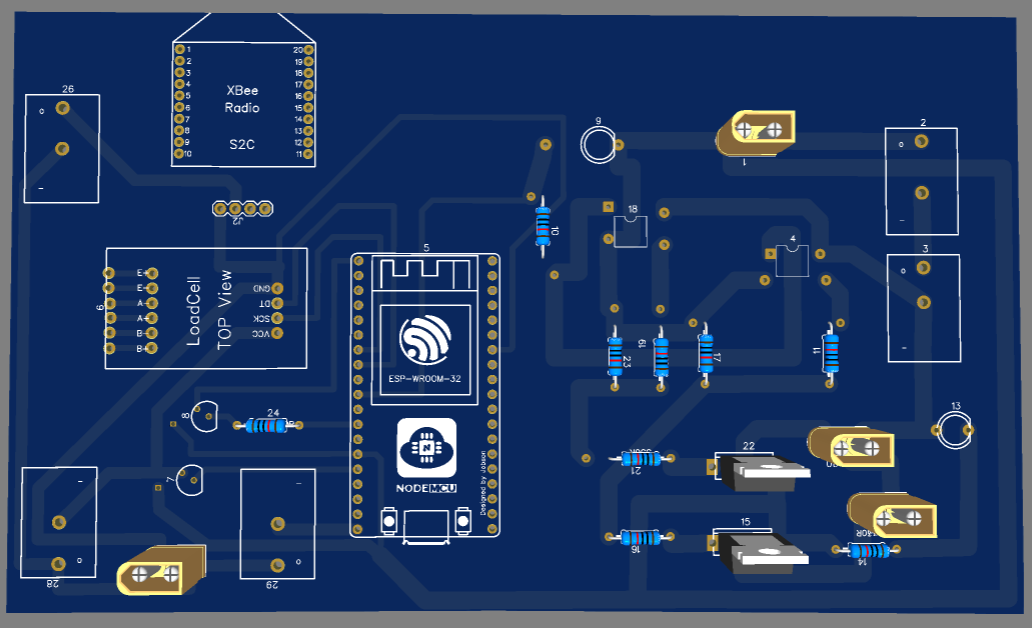 26
o
–
1
2
3
4
5
6
7
8
9
10
20
19
18
17
16
15
14
13
12
11
XBee
Radio
S2C
J2
9
1
2
o
–
18
10
4
3
o
–
5
6
E+
E-
A-
A+
B-
B+
LoadCell
TOP View
GND
DT
SCK
VCC
ESP-WROOM-32
NODEMCU
Designed by Jobson
23
19
17
11
8
24
7
13
22
21
15
16
14
28
–
o
29
–
o